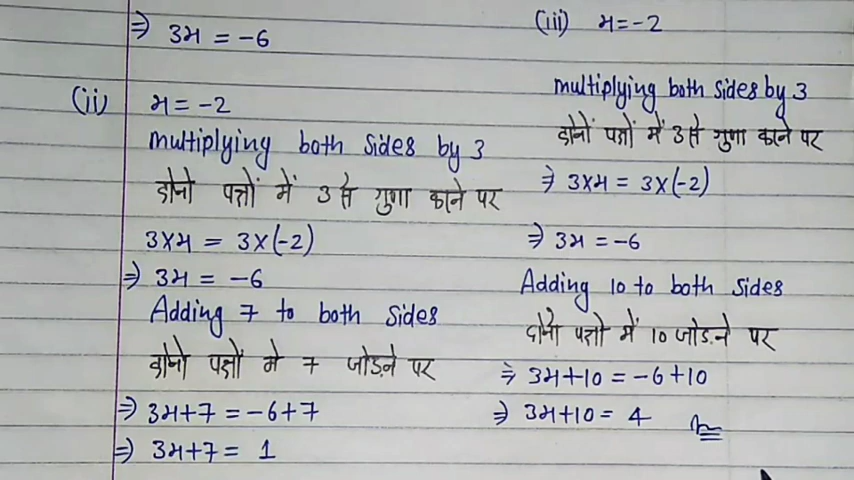 ⇒ 3x = -6
(ii) x = -2
multiplying both sides by 3
दोनों पक्षों में 3 से गुणा करने पर
3×x = 3×(-2)
⇒ 3x = -6
Adding 7 to both sides
दोनों पक्षों में 7 जोड़ने पर
⇒ 3x+7 = -6+7
⇒ 3x+7 = 1
(iii) x = -2
multiplying both sides by 3
दोनों पक्षों में 3 से गुणा करने पर
⇒ 3×x = 3×(-2)
⇒ 3x = -6
Adding 10 to both sides
दोनों पक्षों में 10 जोड़ने पर
⇒ 3x+10 = -6+10
⇒ 3x+10 = 4